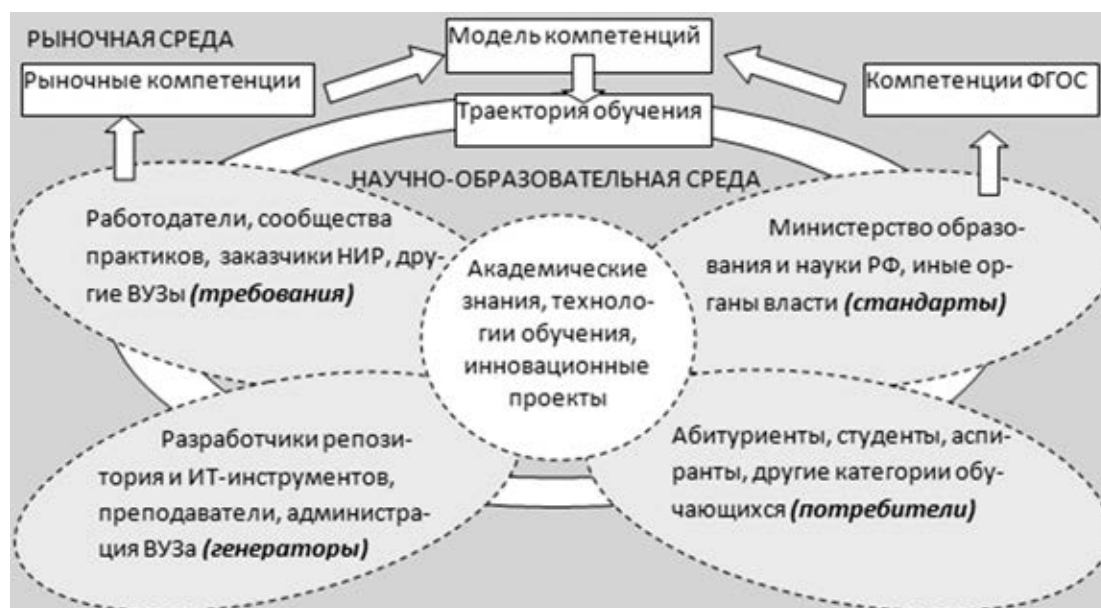 РЫНОЧНАЯ СРЕДА
Модель компетенций
Рыночные компетенции
Компетенции ФГОС
Траектория обучения
НАУЧНО-ОБРАЗОВАТЕЛЬНАЯ СРЕДА
Работодатели, сообщества
практиков, заказчики НИР, дру-
гие ВУЗы (требования)
Министерство образо-
вания и науки РФ, иные ор-
ганы власти (стандарты)
Академические
знания, техноло-
гии обучения,
инновационные
проекты
Разработчики репози-
тория и ИТ-инструментов,
преподаватели, администра-
ция ВУЗа (генераторы)
Абитуриенты, студенты, аспи-
ранты, другие категории обу-
чающихся (потребители)